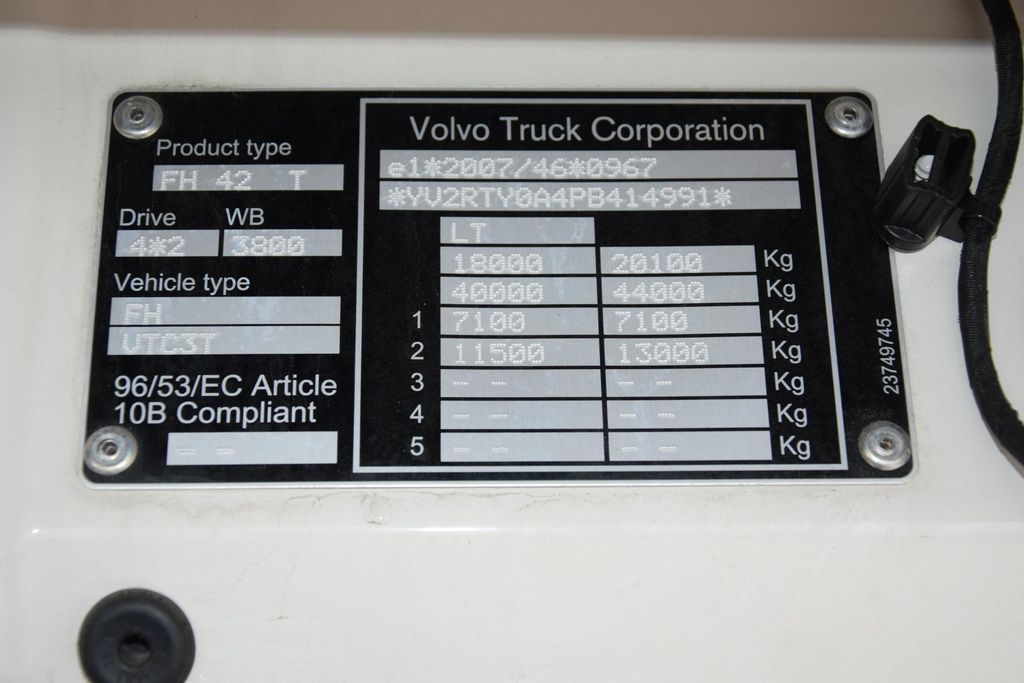 Product type
FH 42 T
Drive WB
4*2 3800
Vehicle type
FH
VTC3T
96/53/EC Article
10B Compliant
-- --
Volvo Truck Corporation
e1*2007/46*0967
*YV2RTY0A4PB414991*
LT
18000 20100 Kg
40000 44000 Kg
1 7100 7100 Kg
2 11500 13000 Kg
3 -- -- -- -- Kg
4 -- -- -- -- Kg
5 -- -- -- -- Kg
23749745